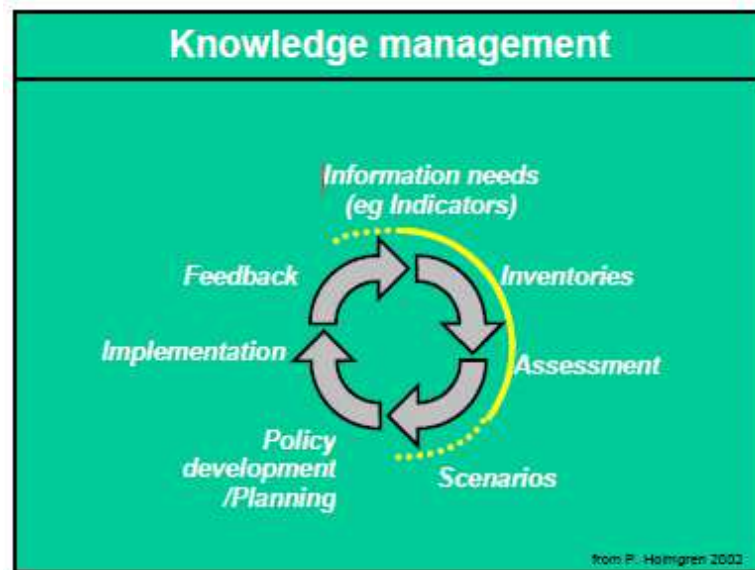 Knowledge management
Information needs
(eg Indicators)
Feedback
Inventories
Implementation
Assessment
Policy
development
/Planning
Scenarios
from P. Holmgren 2002